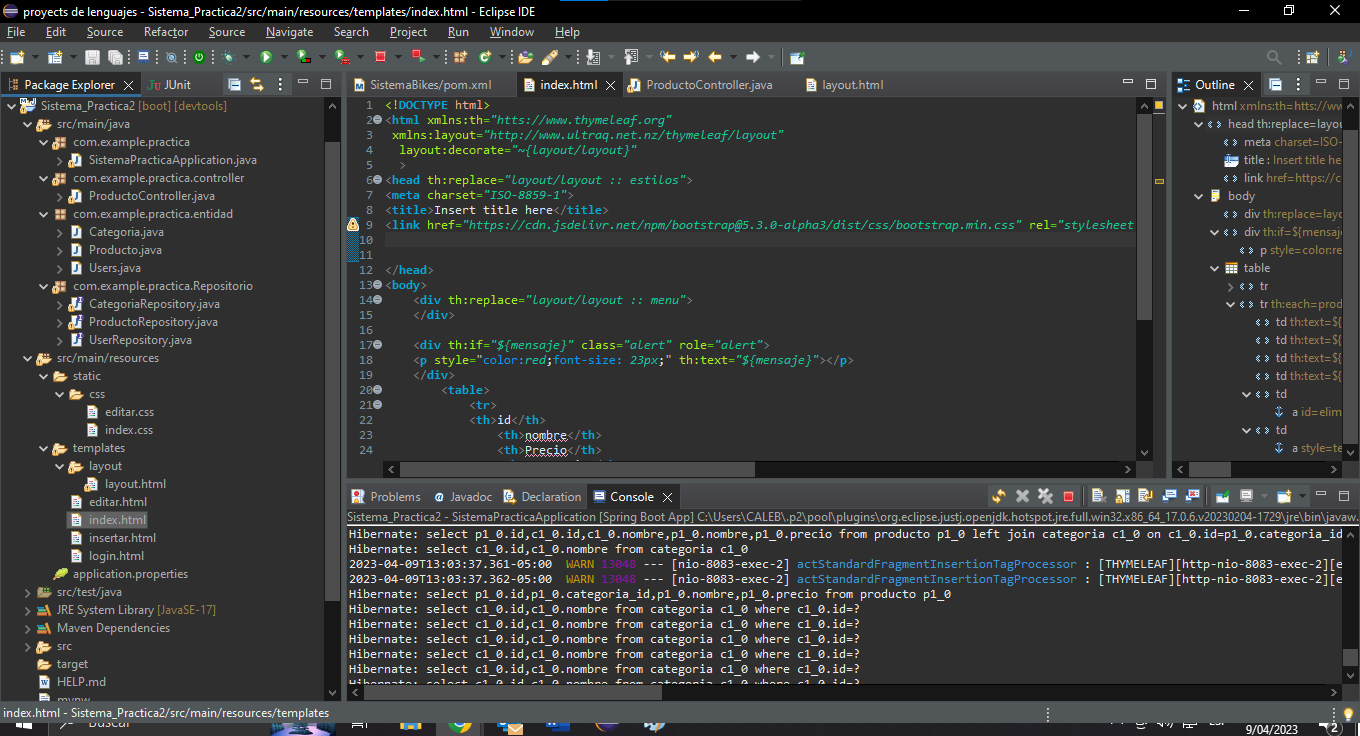 proyects de lenguajes - Sistema_Practica2/src/main/resources/templates/index.html - Eclipse IDE
File Edit Source Refactor Source Navigate Search Project Run Window Help
Package Explorer JUnit
Sistema_Practica2 [boot] [devtools]
src/main/java
com.example.practica
SistemaPracticaApplication.java
com.example.practica.controller
ProductoController.java
com.example.practica.entidad
Categoria.java
Producto.java
Users.java
com.example.practica.Repositorio
CategoriaRepository.java
ProductoRepository.java
UserRepository.java
src/main/resources
static
css
editar.css
index.css
templates
layout
layout.html
editar.html
index.html
insertar.html
login.html
application.properties
src/test/java
JRE System Library [JavaSE-17]
Maven Dependencies
src
target
HELP.md
mvnw
SistemaBikes/pom.xml index.html ProductoController.java layout.html
1 <!DOCTYPE html>
2 <html xmlns:th="htts://www.thymeleaf.org"
3 xmlns:layout="http://www.ultraq.net.nz/thymeleaf/layout"
4 layout:decorate="~{layout/layout}"
5 >
6 <head th:replace="layout/layout :: estilos">
7 <meta charset="ISO-8859-1">
8 <title>Insert title here</title>
9 <link href="https://cdn.jsdelivr.net/npm/bootstrap@5.3.0-alpha3/dist/css/bootstrap.min.css" rel="stylesheet
10
11
12 </head>
13 <body>
14 <div th:replace="layout/layout :: menu">
15 </div>
16
17 <div th:if="${mensaje}" class="alert" role="alert">
18 <p style="color:red;font-size: 23px;" th:text="${mensaje}"></p>
19 </div>
20 <table>
21 <tr>
22 <th>id</th>
23 <th>nombre</th>
24 <th>Precio</th>
Outline
html xmlns:th=htts://ww
head th:replace=layou
meta charset=ISO-
title : Insert title he
link href=https://c
body
div th:replace=layo
div th:if=${mensaj
p style=color:re
table
tr
tr th:each=prod
td th:text=${
td th:text=${
td th:text=${
td th:text=${
td
a id=elim
td
a style=te
Problems Javadoc Declaration Console
Sistema_Practica2 - SistemaPracticaApplication [Spring Boot App] C:\Users\CALEB\.p2\pool\plugins\org.eclipse.justj.openjdk.hotspot.jre.full.win32.x86_64_17.0.6.v20230204-1729\jre\bin\javaw.
Hibernate: select p1_0.id,c1_0.id,c1_0.nombre,p1_0.nombre,p1_0.precio from producto p1_0 left join categoria c1_0 on c1_0.id=p1_0.categoria_id
Hibernate: select c1_0.id,c1_0.nombre from categoria c1_0
2023-04-09T13:03:37.361-05:00 WARN 13048 --- [nio-8083-exec-2] actStandardFragmentInsertionTagProcessor : [THYMELEAF][http-nio-8083-exec-2][e
2023-04-09T13:03:37.362-05:00 WARN 13048 --- [nio-8083-exec-2] actStandardFragmentInsertionTagProcessor : [THYMELEAF][http-nio-8083-exec-2][e
Hibernate: select p1_0.id,p1_0.categoria_id,p1_0.nombre,p1_0.precio from producto p1_0
Hibernate: select c1_0.id,c1_0.nombre from categoria c1_0 where c1_0.id=?
Hibernate: select c1_0.id,c1_0.nombre from categoria c1_0 where c1_0.id=?
Hibernate: select c1_0.id,c1_0.nombre from categoria c1_0 where c1_0.id=?
Hibernate: select c1_0.id,c1_0.nombre from categoria c1_0 where c1_0.id=?
Hibernate: select c1_0.id,c1_0.nombre from categoria c1_0 where c1_0.id=?
Hibernate: select c1_0.id,c1_0.nombre from categoria c1_0 where c1_0.id=?
index.html - Sistema_Practica2/src/main/resources/templates
Buscar
9/04/2023
2